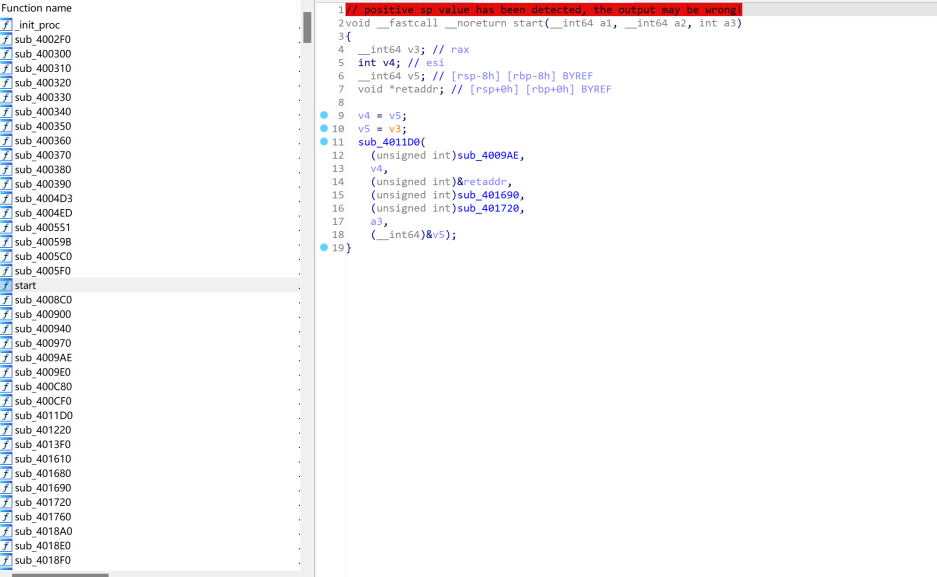 Function name
f _init_proc
f sub_4002F0
f sub_400300
f sub_400310
f sub_400320
f sub_400330
f sub_400340
f sub_400350
f sub_400360
f sub_400370
f sub_400380
f sub_400390
f sub_4004D3
f sub_4004ED
f sub_400551
f sub_40059B
f sub_4005C0
f sub_4005F0
f start
f sub_4008C0
f sub_400900
f sub_400940
f sub_400970
f sub_4009AE
f sub_4009E0
f sub_400C80
f sub_400CF0
f sub_4011D0
f sub_401220
f sub_4013F0
f sub_401610
f sub_401680
f sub_401690
f sub_401720
f sub_401760
f sub_4018A0
f sub_4018E0
f sub_4018F0
1 // positive sp value has been detected, the output may be wrong!
2 void __fastcall __noreturn start(__int64 a1, __int64 a2, int a3)
3 {
4 __int64 v3; // rax
5 int v4; // esi
6 __int64 v5; // [rsp-8h] [rbp-8h] BYREF
7 void *retaddr; // [rsp+0h] [rbp+0h] BYREF
8
9 v4 = v5;
10 v5 = v3;
11 sub_4011D0(
12 (unsigned int)sub_4009AE,
13 v4,
14 (unsigned int)&retaddr,
15 (unsigned int)sub_401690,
16 (unsigned int)sub_401720,
17 a3,
18 (__int64)&v5);
19 }